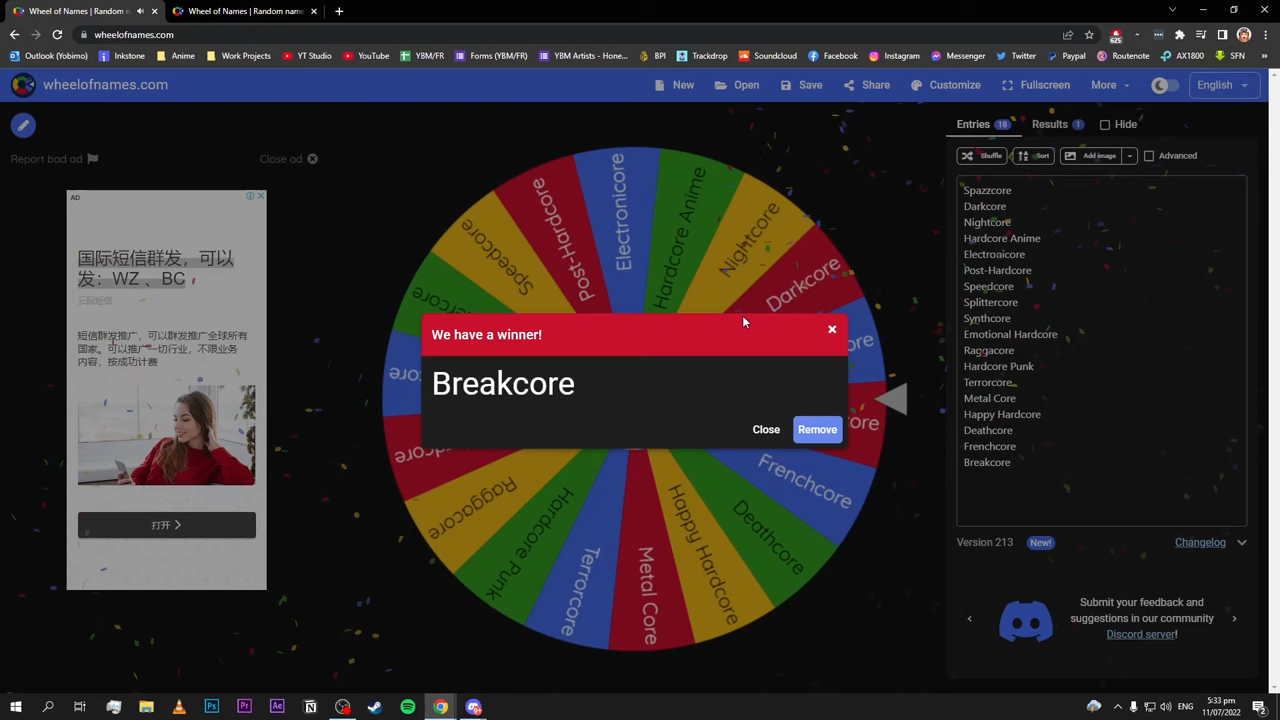 Wheel of Names | Random name
Wheel of Names | Random name
wheelofnames.com
Outlook (Yobimo)
Inkstone
Anime
Work Projects
YT Studio
YouTube
YBM/FR
Forms (YBM/FR)
YBM Artists - Hone...
BPI
Trackdrop
Soundcloud
Facebook
Instagram
Messenger
Twitter
Paypal
Routenote
AX1800
STN
wheelofnames.com
New
Open
Save
Share
Customize
Fullscreen
More
English
Report bad ad
Close ad
AD
国际短信群发，可以
发：WZ 、BC
云际短信
短信群发推广，可以群发推广全球所有
国家。可以推广一切行业，不限业务
内容，按成功计费
打开
Electronicore
Hardcore Anime
Nightcore
Darkcore
Post-Hardcore
Speedcore
Frenchcore
Deathcore
Happy Hardcore
Metal Core
Terrorcore
Hardcore Punk
Raggacore
We have a winner!
Breakcore
Close
Remove
Entries 18
Results 1
Hide
Shuffle
Sort
Add image
Advanced
Spazzcore
Darkcore
Nightcore
Hardcore Anime
Electronicore
Post-Hardcore
Speedcore
Splittercore
Synthcore
Emotional Hardcore
Raggacore
Hardcore Punk
Terrorcore
Metal Core
Happy Hardcore
Deathcore
Frenchcore
Breakcore
Version 213
New!
Changelog
Submit your feedback and
suggestions in our community
Discord server!
ENG
5:33 pm
11/07/2022